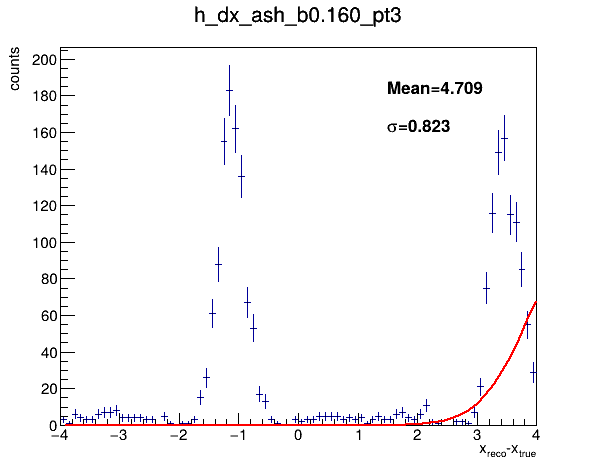 h_dx_ash_b0.160_pt3
counts
200
180
160
140
120
100
80
60
40
20
0
Mean=4.709
σ=0.823
−4 −3 −2 −1 0 1 2 3 4
x_reco-x_true